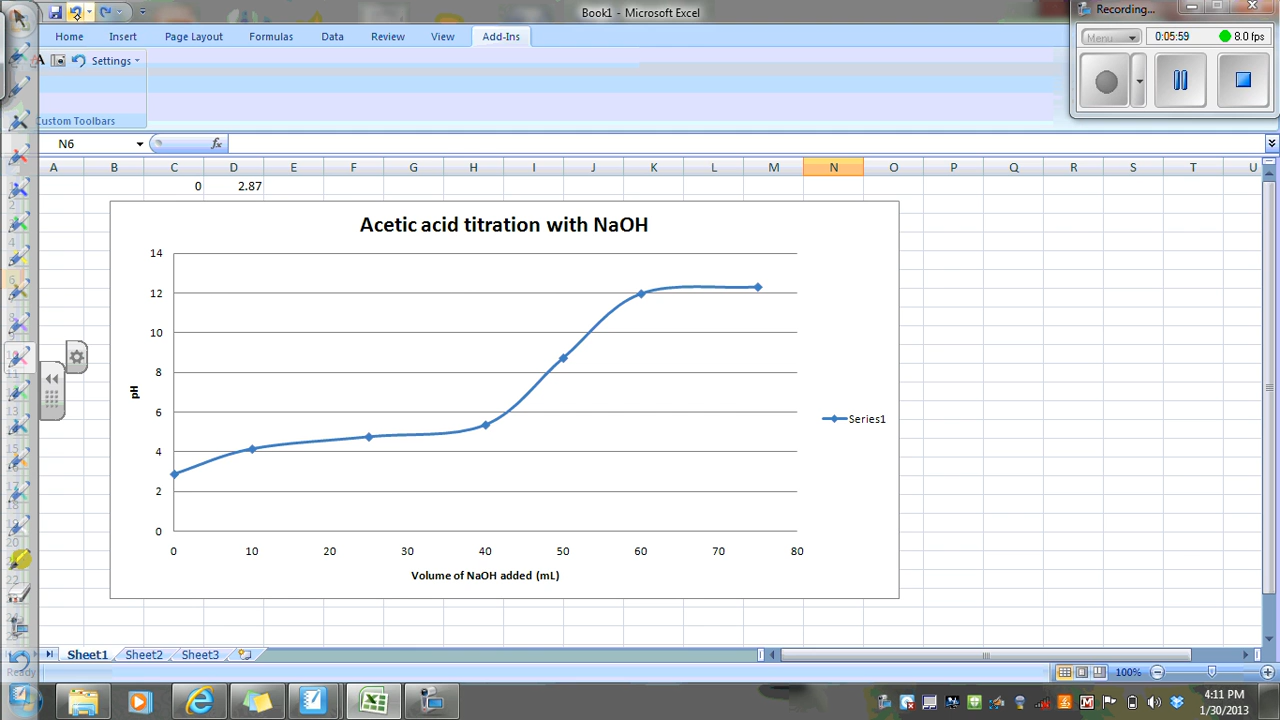 Book1 - Microsoft Excel
Recording...
Home Insert Page Layout Formulas Data Review View Add-Ins
Menu 0:05:59 8.0 fps
Settings
Custom Toolbars
N6 fx
A B C D E F G H I J K L M N O P Q R S T U
0 2.87
Acetic acid titration with NaOH
14
12
10
8
6
4
2
0
pH
Series1
0 10 20 30 40 50 60 70 80
Volume of NaOH added (mL)
Sheet1 Sheet2 Sheet3
Ready
100%
4:11 PM
1/30/2013